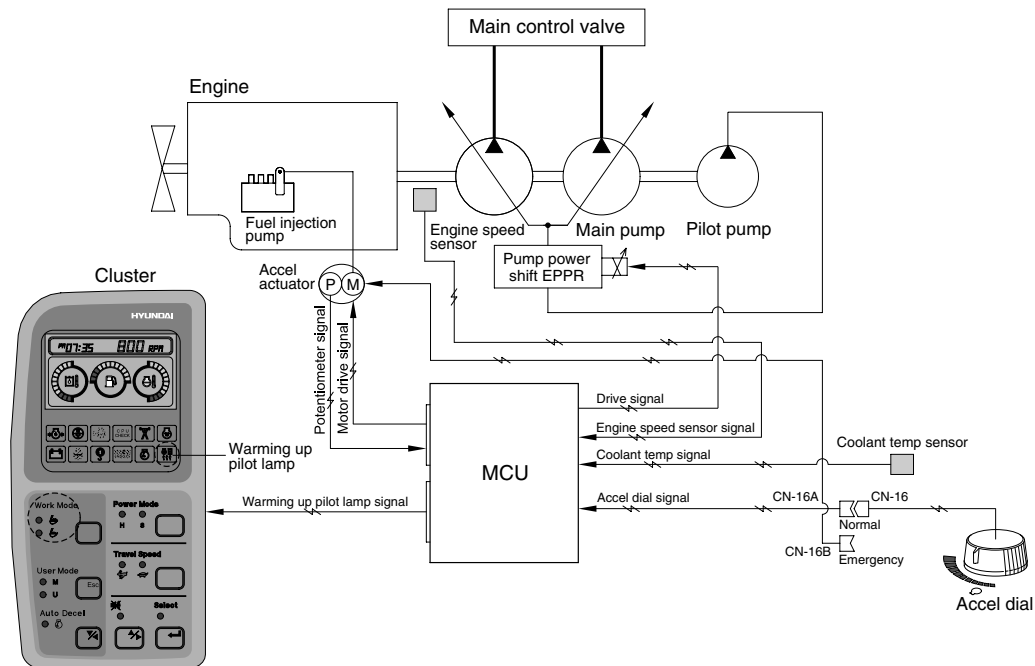 Main control valve
Engine
Fuel injection
pump
Engine speed
sensor
Main pump
Pilot pump
Pump power
shift EPPR
Accel
actuator
P
M
Cluster
HYUNDAI
PM 07:35
800 RPM
CPU
CHECK
Warming up
pilot lamp
Work Mode
Power Mode
H
S
Travel Speed
User Mode
M
U
Esc
Auto Decel
Select
Potentiometer signal
Motor drive signal
Warming up pilot lamp signal
MCU
Drive signal
Engine speed sensor signal
Coolant temp signal
Coolant temp sensor
Accel dial signal
CN-16A
CN-16
Normal
CN-16B
Emergency
Accel dial